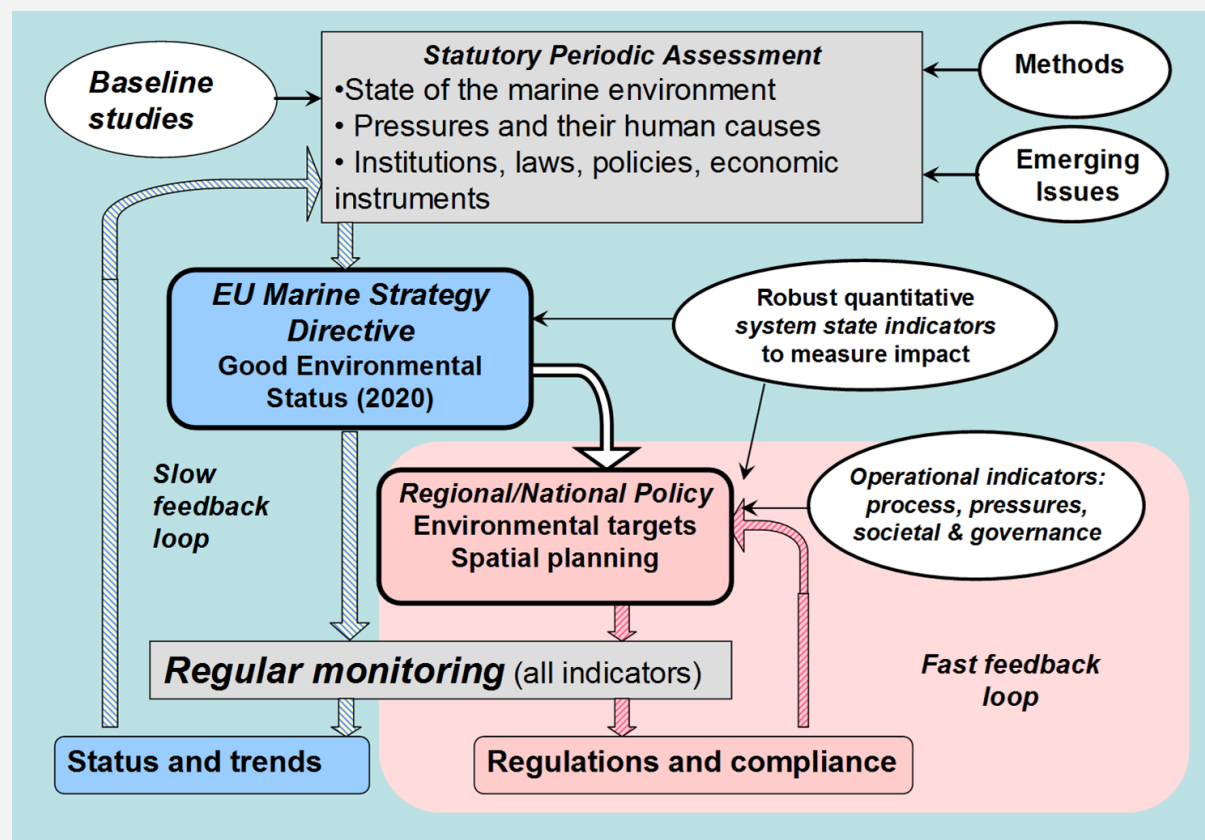 Statutory Periodic Assessment
•State of the marine environment
• Pressures and their human causes
• Institutions, laws, policies, economic
instruments
Baseline
studies
Methods
Emerging
Issues
EU Marine Strategy
Directive
Good Environmental
Status (2020)
Robust quantitative
system state indicators
to measure impact
Slow
feedback
loop
Regional/National Policy
Environmental targets
Spatial planning
Operational indicators:
process, pressures,
societal & governance
Regular monitoring (all indicators)
Fast feedback
loop
Status and trends
Regulations and compliance